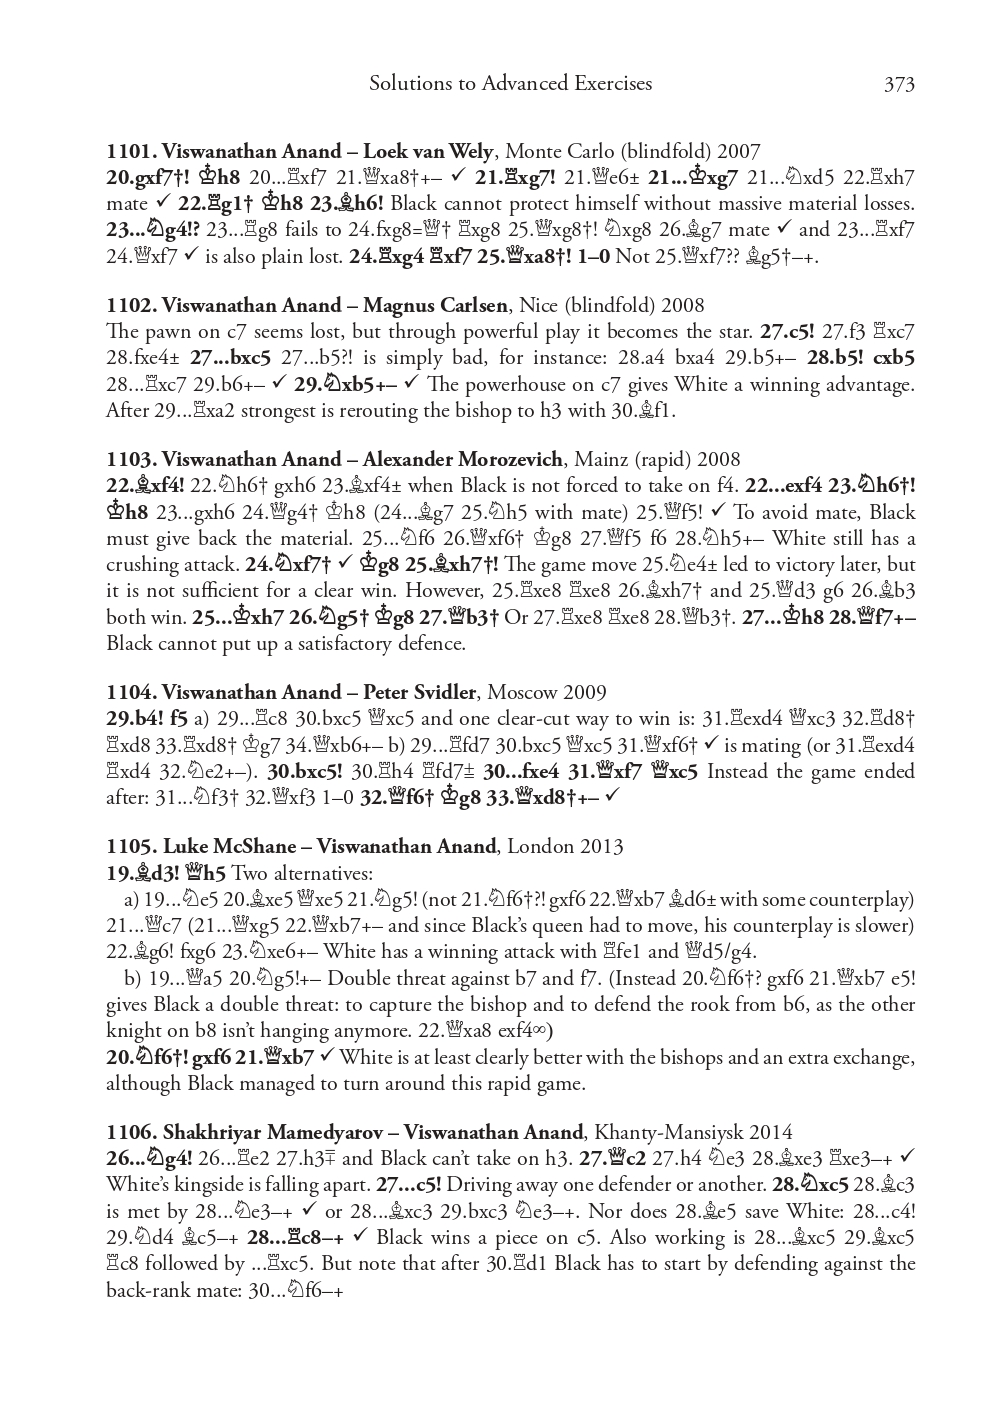 Solutions to Advanced Exercises 373
1101. Viswanathan Anand – Loek van Wely, Monte Carlo (blindfold) 2007
20.gxf7†! ♔h8 20...♖xf7 21.♕xa8†+– ✓ 21.♖xg7! 21.♕e6± 21...♔xg7 21...♘xd5 22.♖xh7
mate ✓ 22.♖g1† ♔h8 23.♗h6! Black cannot protect himself without massive material losses.
23...♘g4!? 23...♖g8 fails to 24.fxg8=♕† ♖xg8 25.♕xg8†! ♘xg8 26.♗g7 mate ✓ and 23...♖xf7
24.♕xf7 ✓ is also plain lost. 24.♖xg4 ♖xf7 25.♕xa8†! 1–0 Not 25.♕xf7?? ♗g5†–+.
1102. Viswanathan Anand – Magnus Carlsen, Nice (blindfold) 2008
The pawn on c7 seems lost, but through powerful play it becomes the star. 27.c5! 27.f3 ♖xc7
28.fxe4± 27...bxc5 27...b5?! is simply bad, for instance: 28.a4 bxa4 29.b5+– 28.b5! cxb5
28...♖xc7 29.b6+– ✓ 29.♘xb5+– ✓ The powerhouse on c7 gives White a winning advantage.
After 29...♖xa2 strongest is rerouting the bishop to h3 with 30.♗f1.
1103. Viswanathan Anand – Alexander Morozevich, Mainz (rapid) 2008
22.♗xf4! 22.♘h6† gxh6 23.♗xf4± when Black is not forced to take on f4. 22...exf4 23.♘h6†!
♔h8 23...gxh6 24.♕g4† ♔h8 (24...♗g7 25.♘h5 with mate) 25.♕f5! ✓ To avoid mate, Black
must give back the material. 25...♘f6 26.♕xf6† ♔g8 27.♕f5 f6 28.♘h5+– White still has a
crushing attack. 24.♘xf7† ✓ ♔g8 25.♗xh7†! The game move 25.♘e4± led to victory later, but
it is not sufficient for a clear win. However, 25.♖xe8 ♖xe8 26.♗xh7† and 25.♕d3 g6 26.♗b3
both win. 25...♔xh7 26.♘g5† ♔g8 27.♕b3† Or 27.♖xe8 ♖xe8 28.♕b3†. 27...♔h8 28.♕f7+–
Black cannot put up a satisfactory defence.
1104. Viswanathan Anand – Peter Svidler, Moscow 2009
29.b4! f5 a) 29...♖c8 30.bxc5 ♕xc5 and one clear-cut way to win is: 31.♖exd4 ♕xc3 32.♖d8†
♖xd8 33.♖xd8† ♔g7 34.♕xb6+– b) 29...♖fd7 30.bxc5 ♕xc5 31.♕xf6† ✓ is mating (or 31.♖exd4
♖xd4 32.♘e2+–). 30.bxc5! 30.♖h4 ♖fd7⩲ 30...fxe4 31.♕xf7 ♕xc5 Instead the game ended
after: 31...♘f3† 32.♕xf3 1–0 32.♕f6† ♔g8 33.♕xd8†+– ✓
1105. Luke McShane – Viswanathan Anand, London 2013
19.♗d3! ♕h5 Two alternatives:
a) 19...♘e5 20.♗xe5 ♕xe5 21.♘g5! (not 21.♘f6†?! gxf6 22.♕xb7 ♗d6± with some counterplay)
21...♕c7 (21...♕xg5 22.♕xb7+– and since Black’s queen had to move, his counterplay is slower)
22.♗g6! fxg6 23.♘xe6+– White has a winning attack with ♖fe1 and ♕d5/g4.
b) 19...♕a5 20.♘g5!+– Double threat against b7 and f7. (Instead 20.♘f6†? gxf6 21.♕xb7 e5!
gives Black a double threat: to capture the bishop and to defend the rook from b6, as the other
knight on b8 isn’t hanging anymore. 22.♕xa8 exf4∞)
20.♘f6†! gxf6 21.♕xb7 ✓ White is at least clearly better with the bishops and an extra exchange,
although Black managed to turn around this rapid game.
1106. Shakhriyar Mamedyarov – Viswanathan Anand, Khanty-Mansiysk 2014
26...♘g4! 26...♖e2 27.h3∓ and Black can’t take on h3. 27.♕c2 27.h4 ♘e3 28.♗xe3 ♖xe3–+ ✓
White’s kingside is falling apart. 27...c5! Driving away one defender or another. 28.♘xc5 28.♗c3
is met by 28...♘e3–+ ✓ or 28...♗xc3 29.bxc3 ♘e3–+. Nor does 28.♗e5 save White: 28...c4!
29.♘d4 ♗c5–+ 28...♖c8–+ ✓ Black wins a piece on c5. Also working is 28...♗xc5 29.♗xc5
♖c8 followed by ...♖xc5. But note that after 30.♖d1 Black has to start by defending against the
back-rank mate: 30...♘f6–+